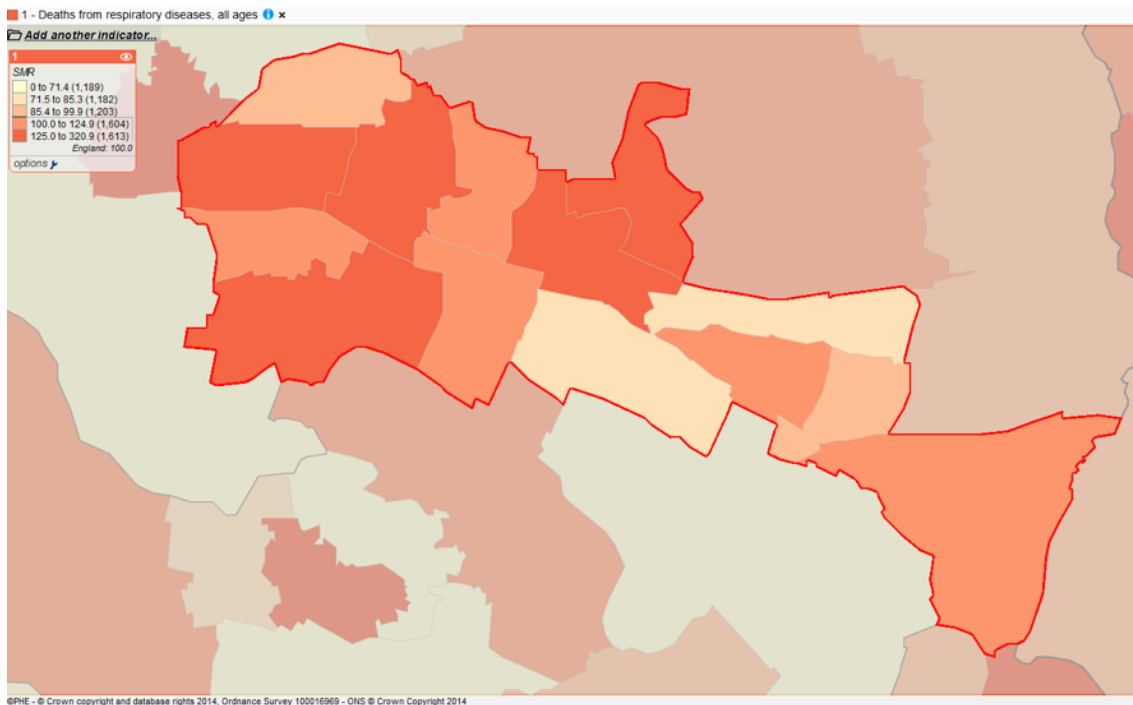 1 - Deaths from respiratory diseases, all ages i ×
Add another indicator...
1
SMR
0 to 71.4 (1,189)
71.5 to 85.3 (1,182)
85.4 to 99.9 (1,203)
100.0 to 124.9 (1,604)
125.0 to 320.9 (1,613)
England: 100.0
options
©PHE - © Crown copyright and database rights 2014, Ordnance Survey 100016969 - ONS © Crown Copyright 2014